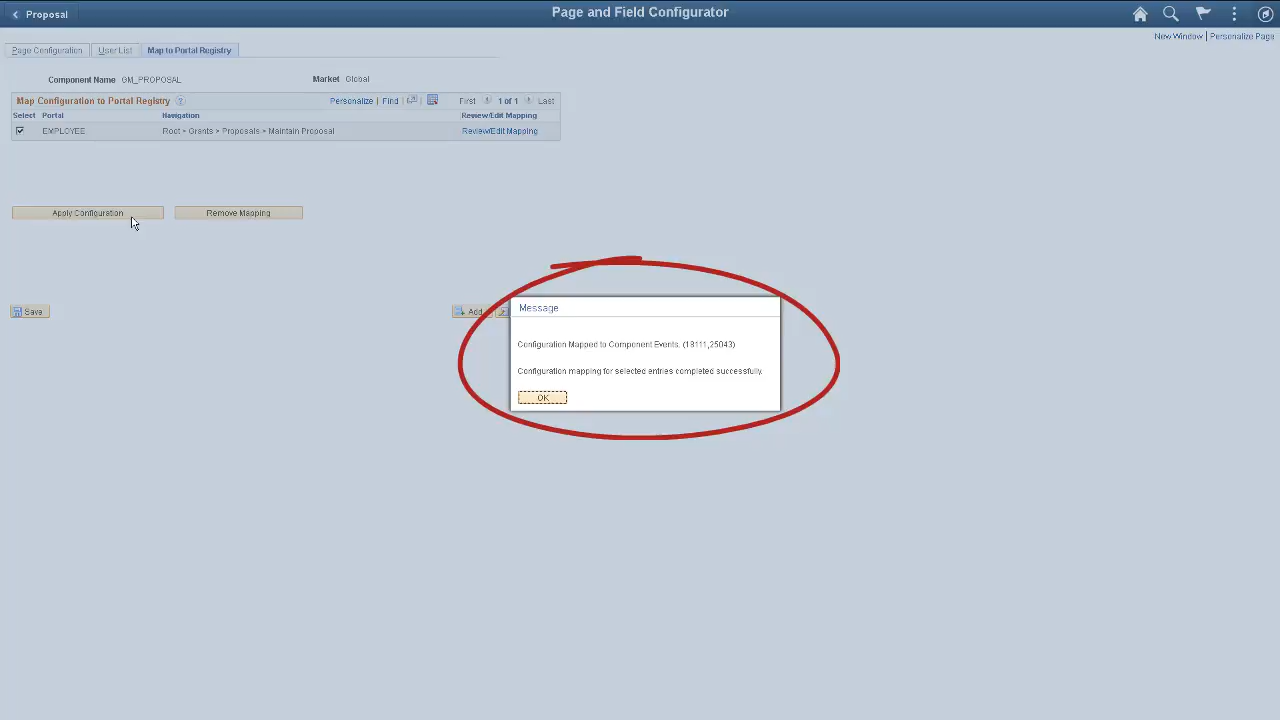 Proposal
Page and Field Configurator
New Window | Personalize Page
Page Configuration
User List
Map to Portal Registry
Component Name GM_PROPOSAL
Market Global
Map Configuration to Portal Registry
Personalize | Find |
First 1 of 1 Last
Select Portal Navigation Review/Edit Mapping
EMPLOYEE Root > Grants > Proposals > Maintain Proposal Review/Edit Mapping
Apply Configuration
Remove Mapping
Save
Add
Message
Configuration Mapped to Component Events. (18111,25043)
Configuration mapping for selected entries completed successfully.
OK